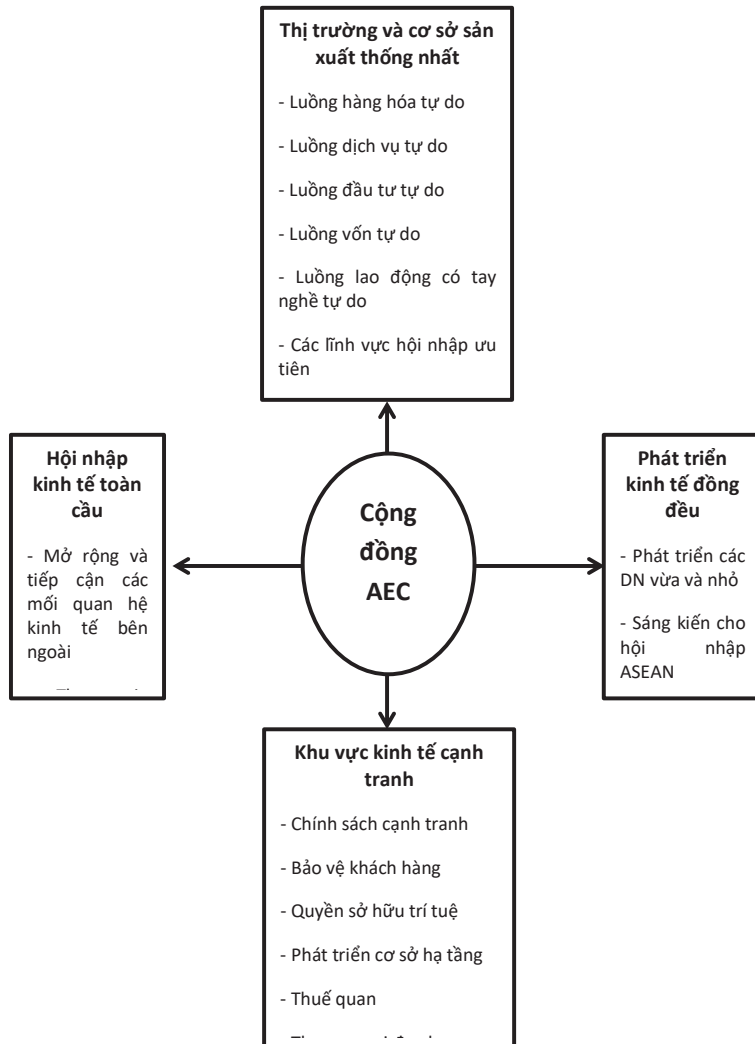 Thị trường và cơ sở sản
xuất thống nhất
- Luồng hàng hóa tự do
- Luồng dịch vụ tự do
- Luồng đầu tư tự do
- Luồng vốn tự do
- Luồng lao động có tay
nghề tự do
- Các lĩnh vực hội nhập ưu
tiên
Hội nhập
kinh tế toàn
cầu
- Mở rộng và
tiếp cận các
mối quan hệ
kinh tế bên
ngoài
Cộng
đồng
AEC
Phát triển
kinh tế đồng
đều
- Phát triển các
DN vừa và nhỏ
- Sáng kiến cho
hội nhập
ASEAN
Khu vực kinh tế cạnh
tranh
- Chính sách cạnh tranh
- Bảo vệ khách hàng
- Quyền sở hữu trí tuệ
- Phát triển cơ sở hạ tầng
- Thuế quan